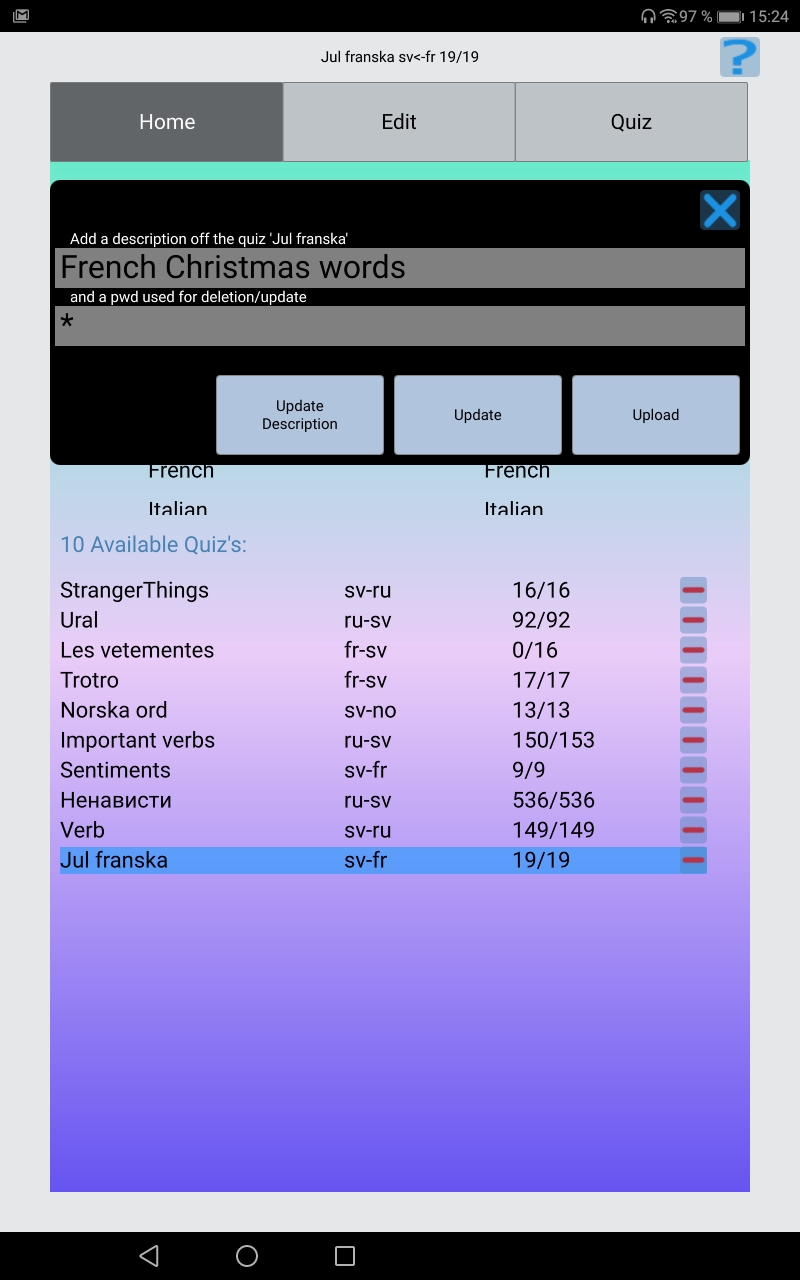 97 % 15:24
Jul franska sv<-fr 19/19
Home Edit Quiz
Add a description off the quiz 'Jul franska'
French Christmas words
and a pwd used for deletion/update
*
Update Description Update Upload
French French
Italian Italian
10 Available Quiz's:
StrangerThings sv-ru 16/16
Ural ru-sv 92/92
Les vetementes fr-sv 0/16
Trotro fr-sv 17/17
Norska ord sv-no 13/13
Important verbs ru-sv 150/153
Sentiments sv-fr 9/9
Ненависти ru-sv 536/536
Verb sv-ru 149/149
Jul franska sv-fr 19/19